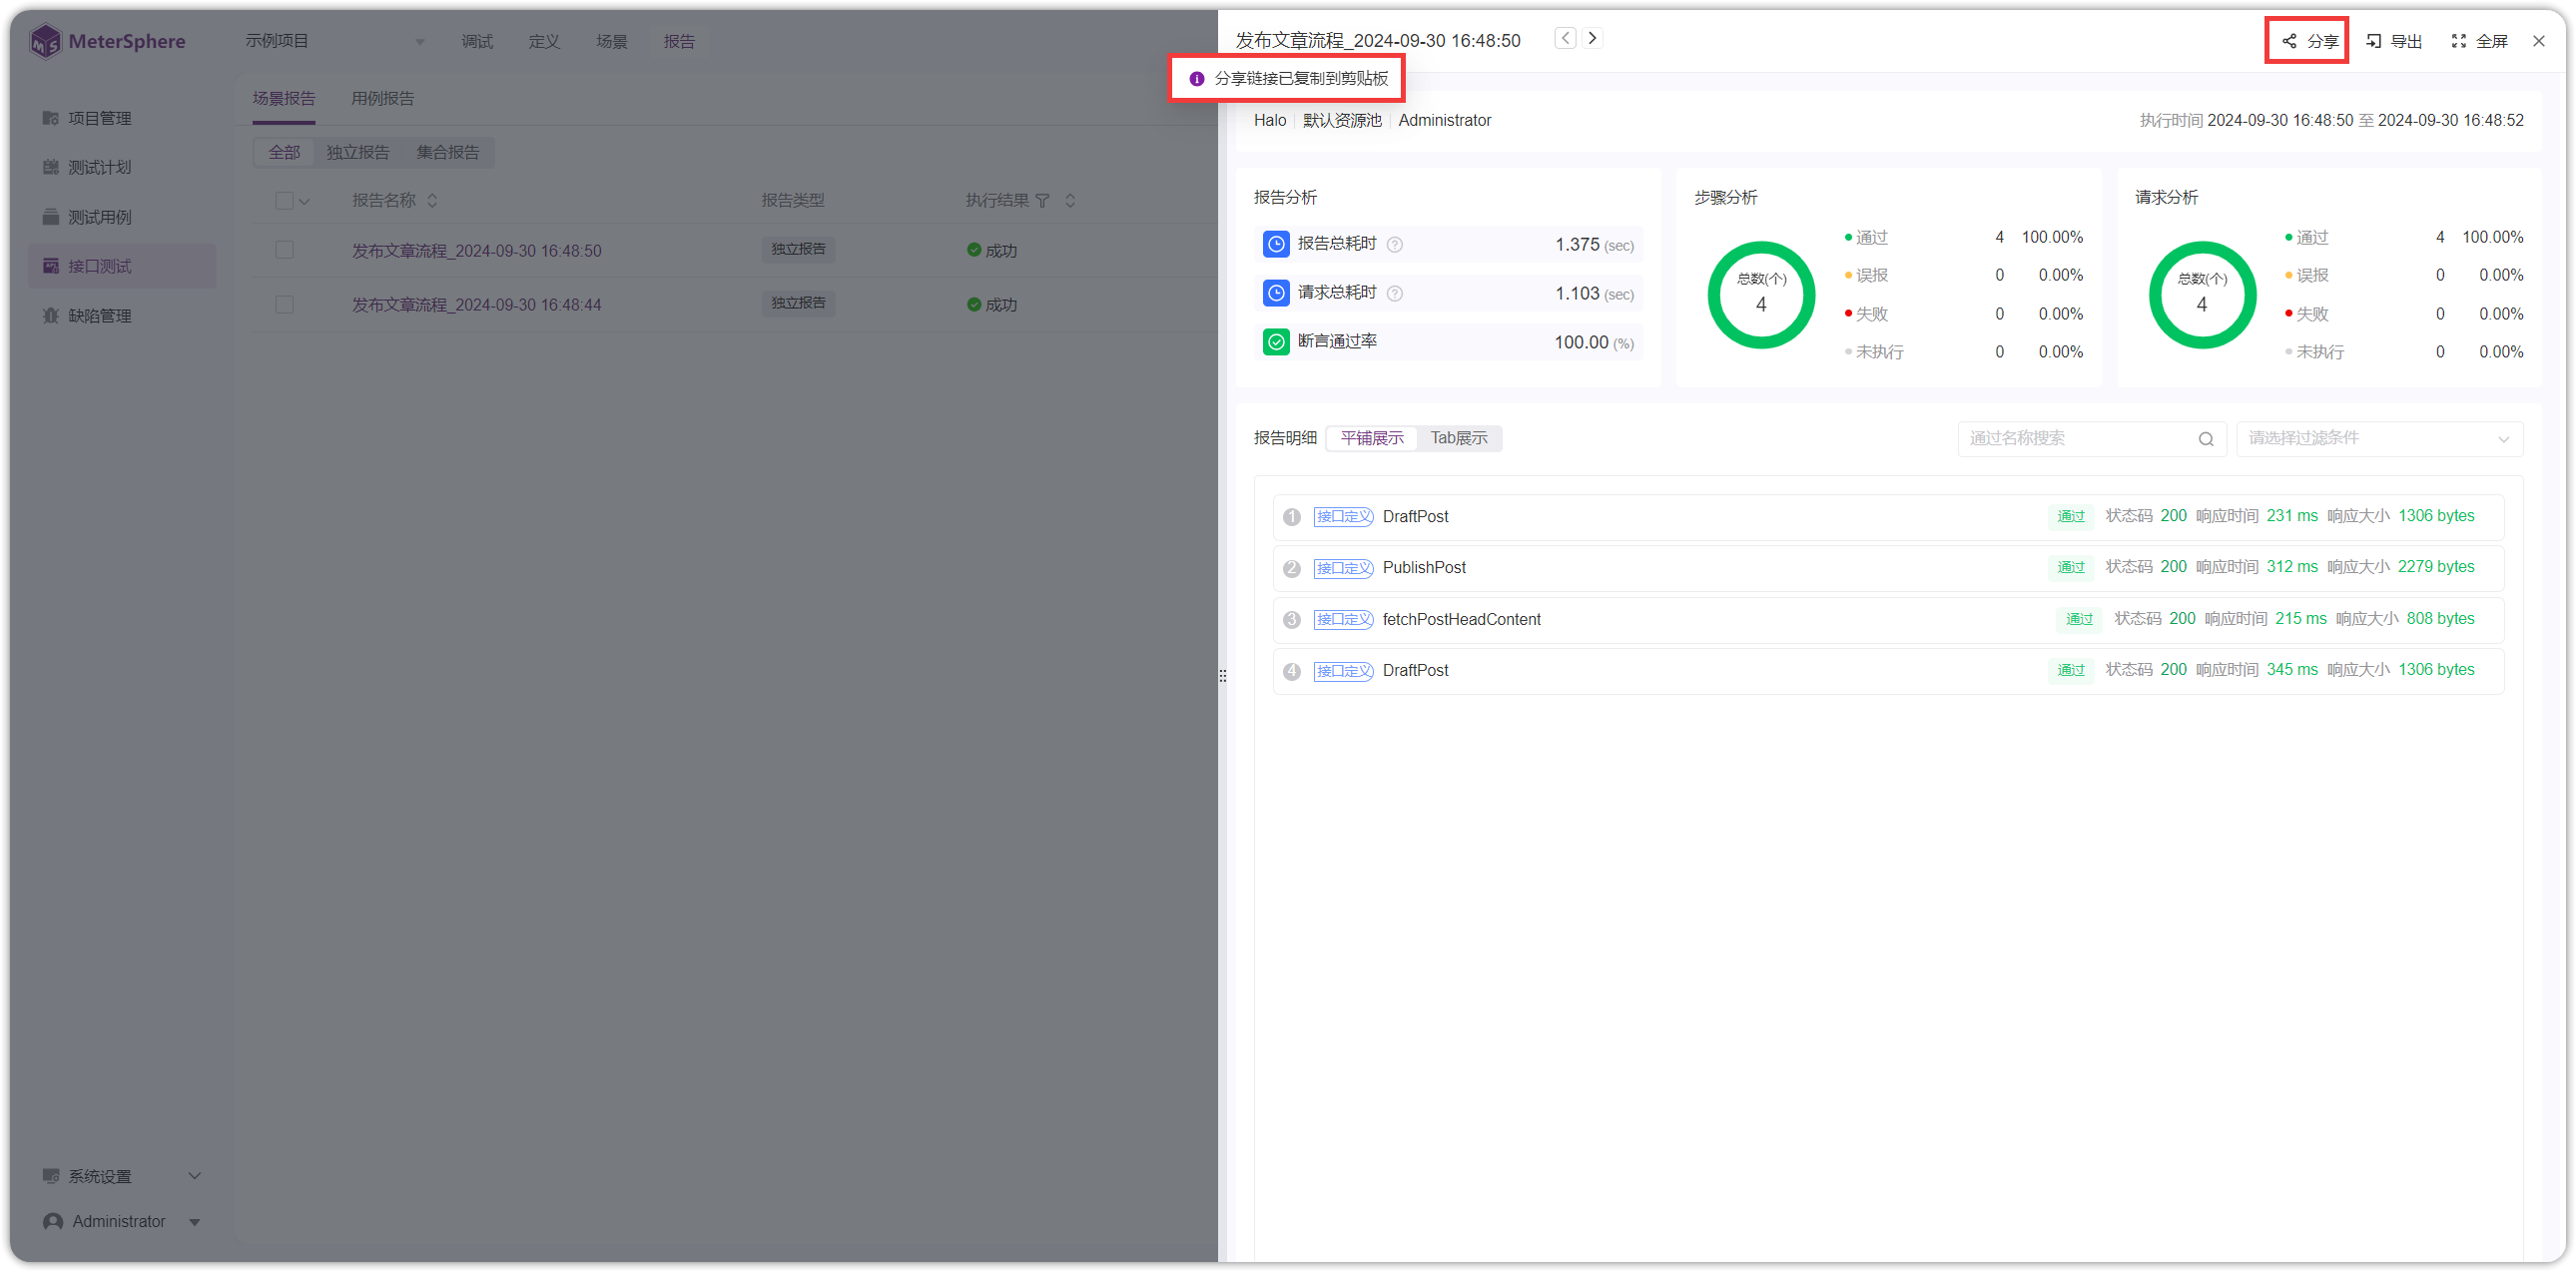 MeterSphere
示例项目
调试 定义 场景 报告
项目管理
测试计划
测试用例
接口测试
缺陷管理
系统设置
Administrator
场景报告 用例报告
全部 独立报告 集合报告
报告名称 报告类型 执行结果
发布文章流程_2024-09-30 16:48:50 独立报告 成功
发布文章流程_2024-09-30 16:48:44 独立报告 成功
发布文章流程_2024-09-30 16:48:50
分享 导出 全屏
分享链接已复制到剪贴板
Halo 默认资源池 Administrator
执行时间 2024-09-30 16:48:50 至 2024-09-30 16:48:52
报告分析
报告总耗时 1.375 (sec)
请求总耗时 1.103 (sec)
断言通过率 100.00 (%)
步骤分析
总数(个)
4
通过 4 100.00%
误报 0 0.00%
失败 0 0.00%
未执行 0 0.00%
请求分析
总数(个)
4
通过 4 100.00%
误报 0 0.00%
失败 0 0.00%
未执行 0 0.00%
报告明细 平铺展示 Tab展示
通过名称搜索 请选择过滤条件
1 接口定义 DraftPost 通过 状态码 200 响应时间 231 ms 响应大小 1306 bytes
2 接口定义 PublishPost 通过 状态码 200 响应时间 312 ms 响应大小 2279 bytes
3 接口定义 fetchPostHeadContent 通过 状态码 200 响应时间 215 ms 响应大小 808 bytes
4 接口定义 DraftPost 通过 状态码 200 响应时间 345 ms 响应大小 1306 bytes